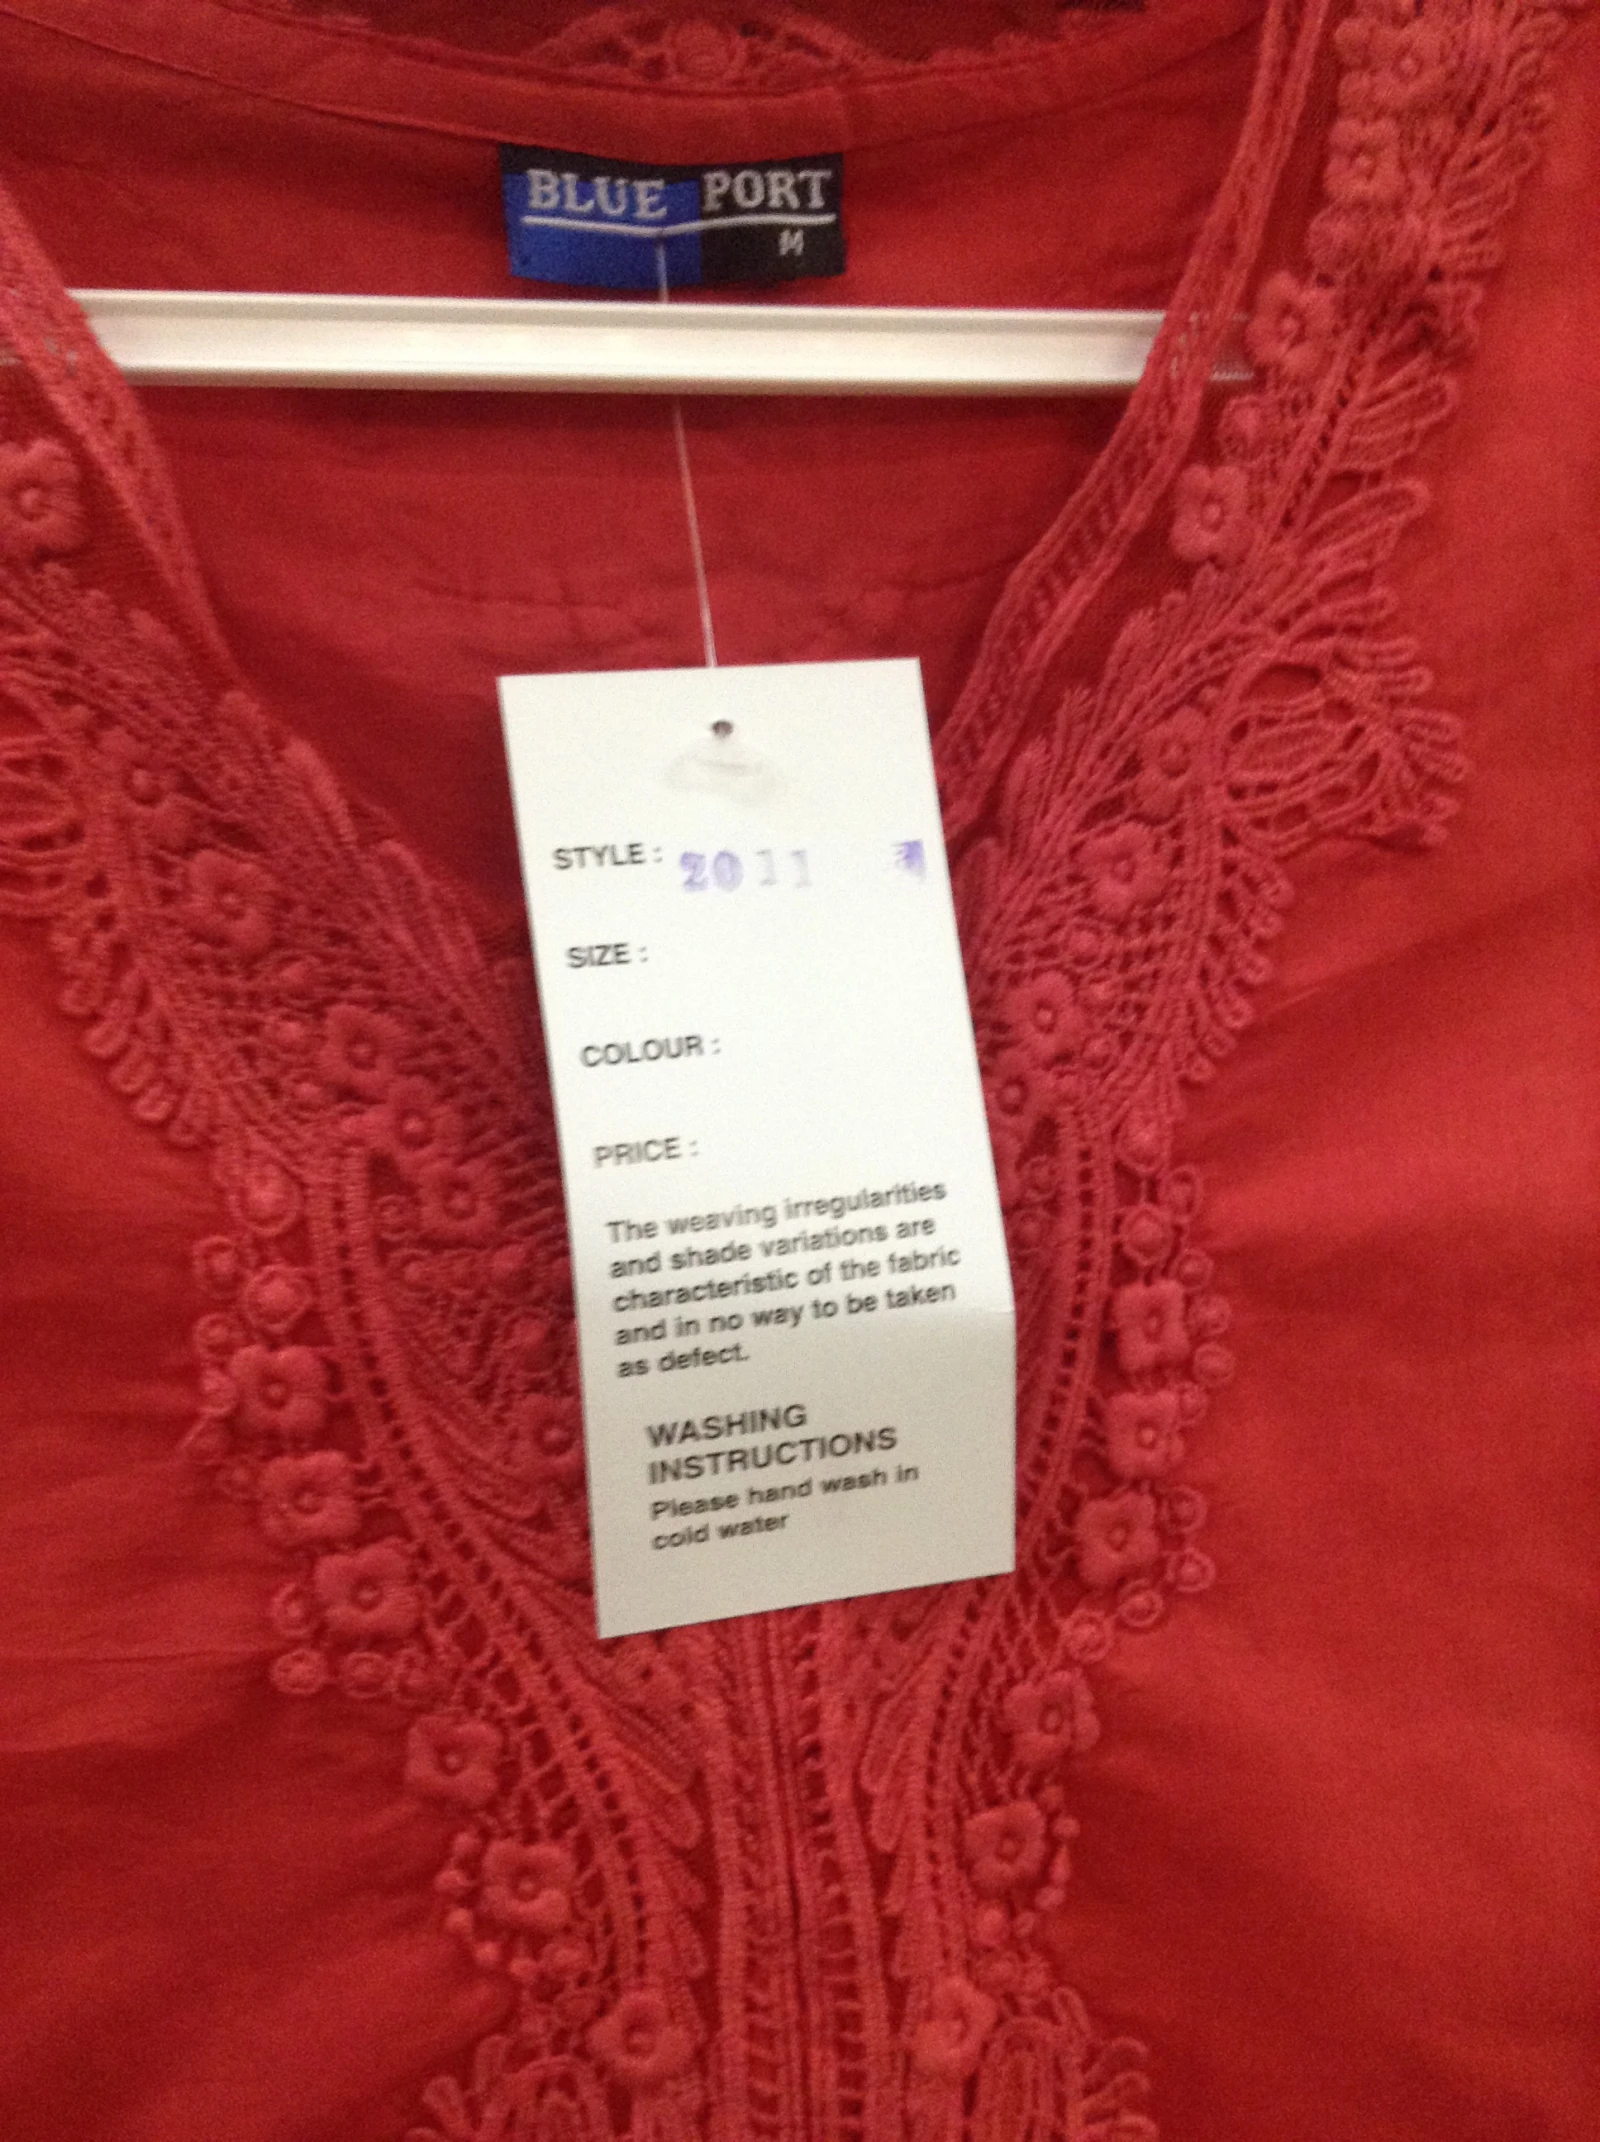 BLUE PORT
M
STYLE : 2011
SIZE :
COLOUR :
PRICE :
The weaving irregularities
and shade variations are
characteristic of the fabric
and in no way to be taken
as defect.
WASHING
INSTRUCTIONS
Please hand wash in
cold water